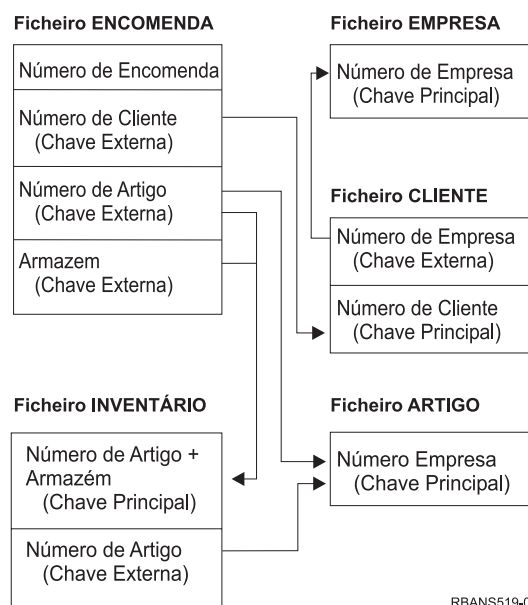 Ficheiro ENCOMENDA
Número de Encomenda
Número de Cliente
(Chave Externa)
Número de Artigo
(Chave Externa)
Armazem
(Chave Externa)
Ficheiro EMPRESA
Número de Empresa
(Chave Principal)
Ficheiro CLIENTE
Número de Empresa
(Chave Externa)
Número de Cliente
(Chave Principal)
Ficheiro INVENTÁRIO
Número de Artigo +
Armazém
(Chave Principal)
Número de Artigo
(Chave Externa)
Ficheiro ARTIGO
Número Empresa
(Chave Principal)
RBANS519-0